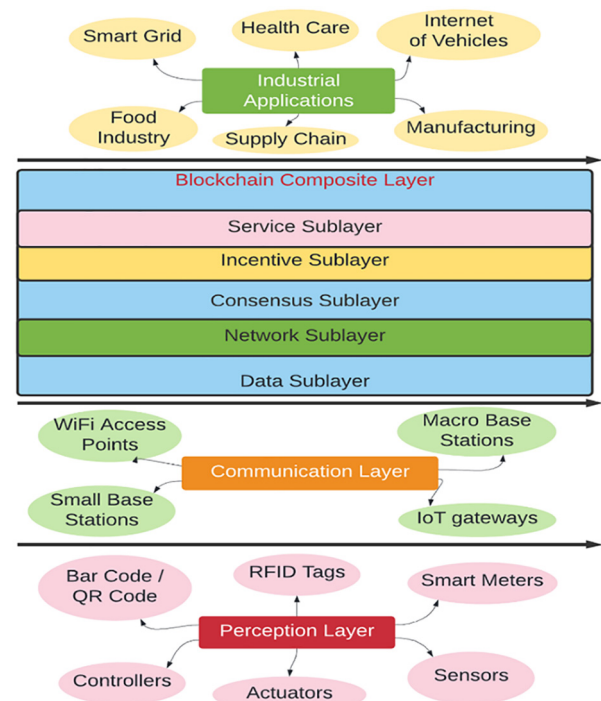 Smart Grid
Health Care
Internet
of Vehicles
Industrial
Applications
Food
Industry
Supply Chain
Manufacturing
Blockchain Composite Layer
Service Sublayer
Incentive Sublayer
Consensus Sublayer
Network Sublayer
Data Sublayer
WiFi Access
Points
Macro Base
Stations
Communication Layer
Small Base
Stations
IoT gateways
Bar Code /
QR Code
RFID Tags
Smart Meters
Perception Layer
Controllers
Actuators
Sensors